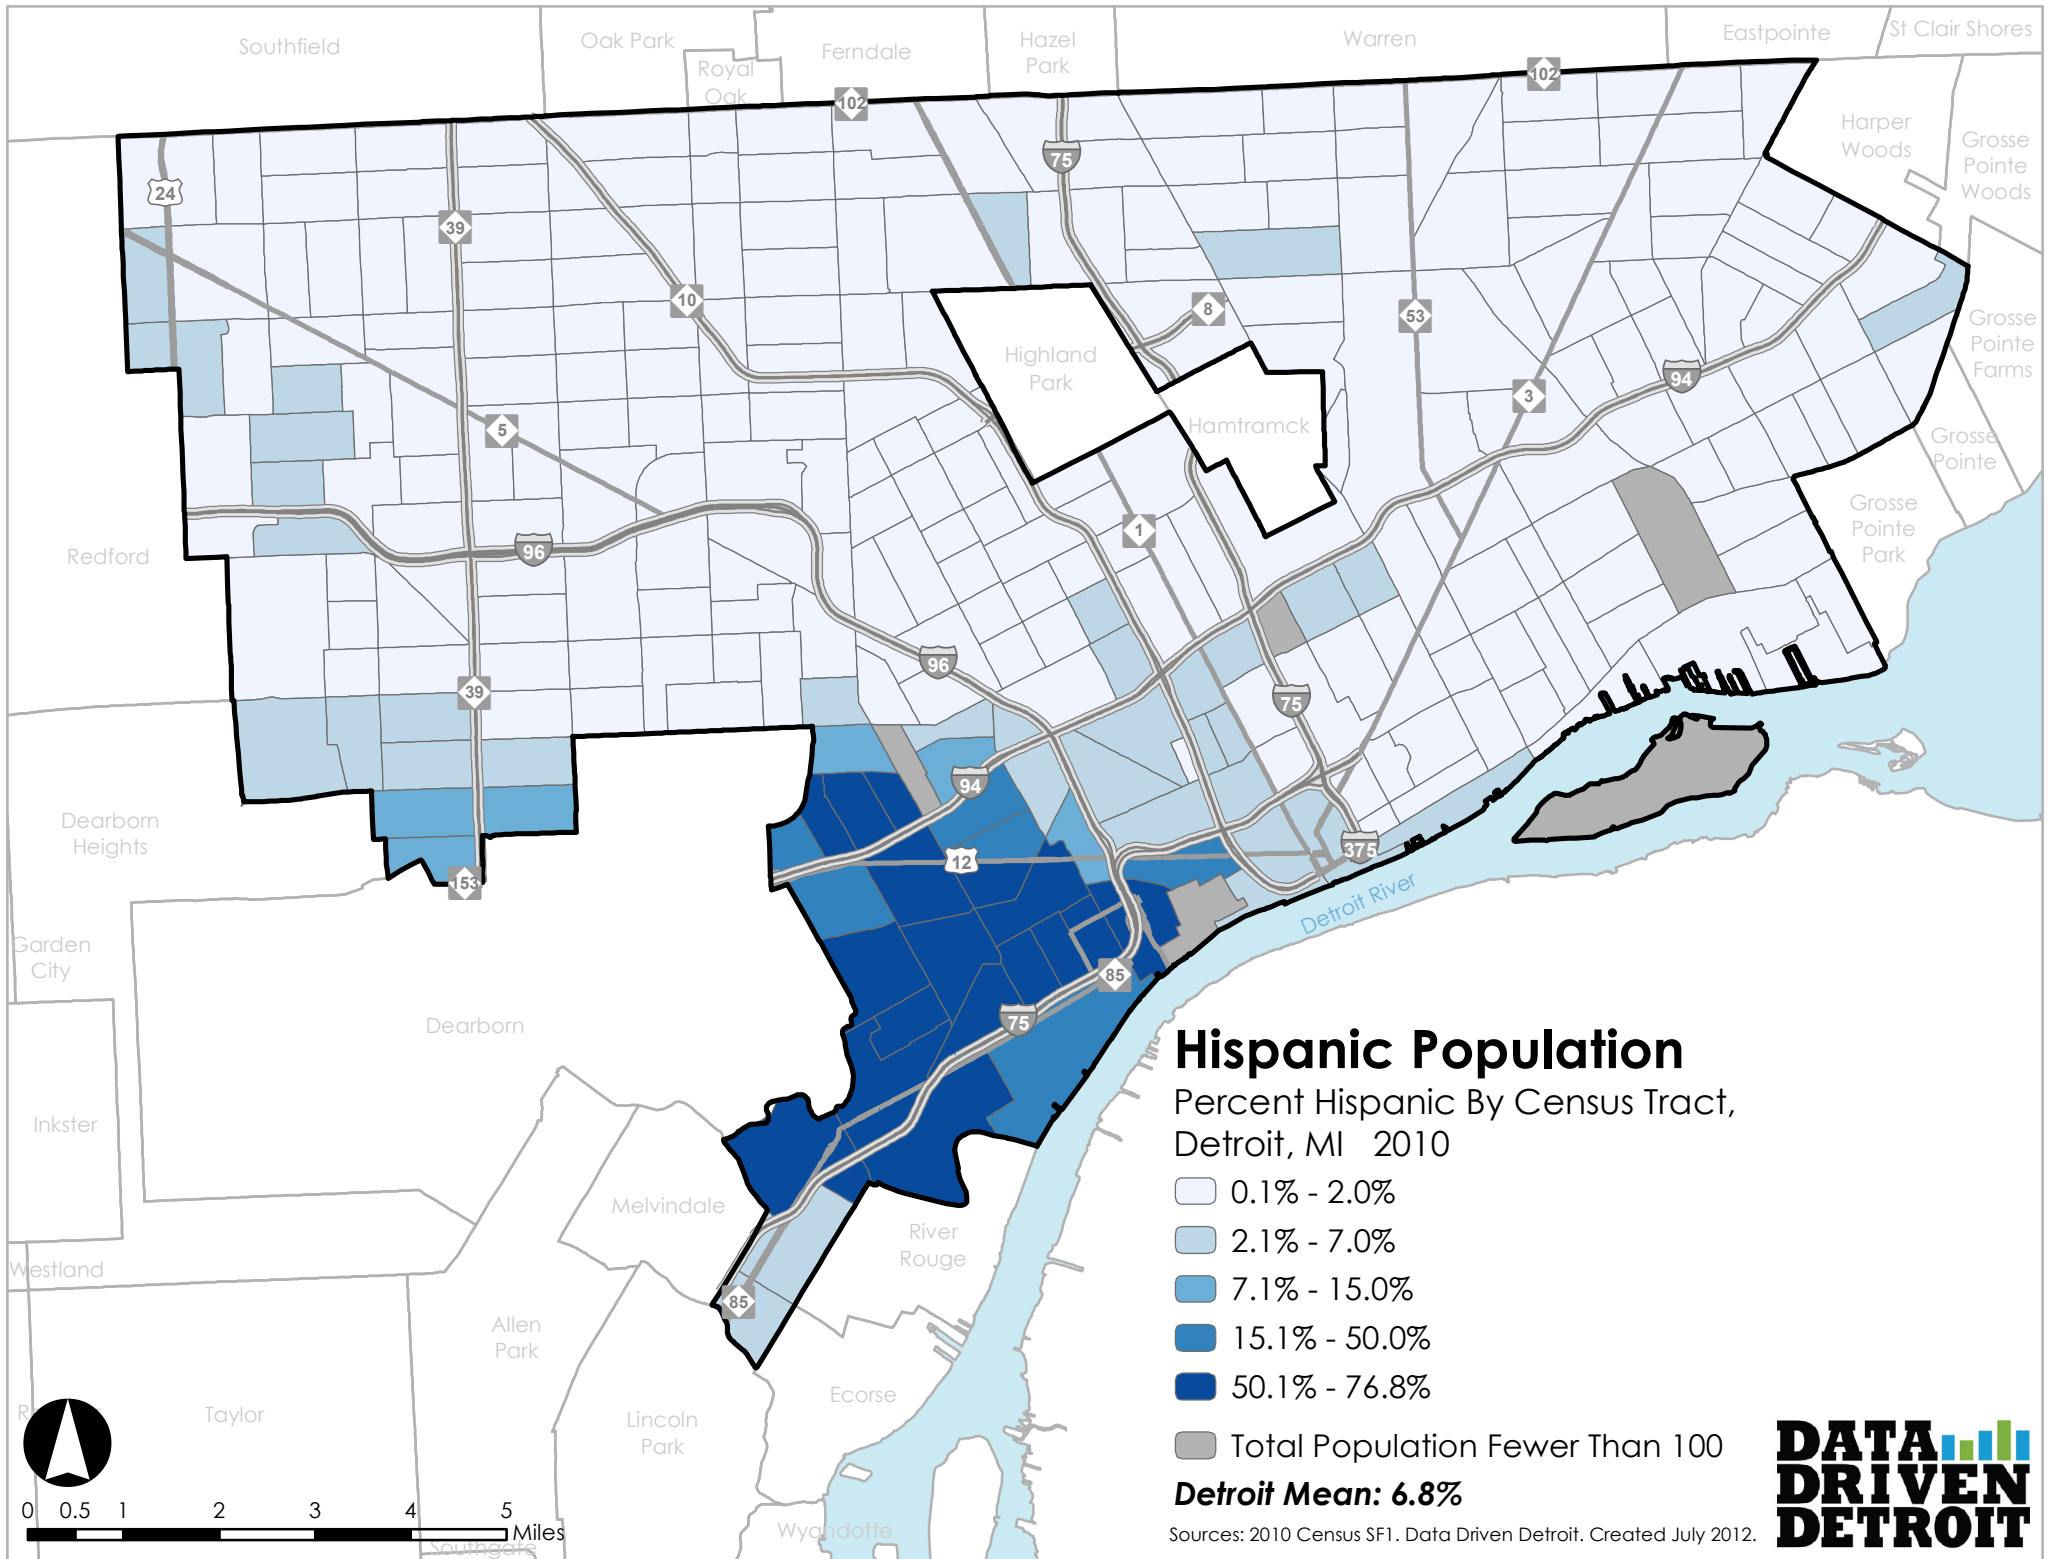 Southfield
Oak Park
Royal
Oak
Ferndale
Hazel
Park
Warren
Eastpointe
St Clair Shores
102
102
Harper
Woods
Grosse
Pointe
Woods
75
24
39
10
8
53
Grosse
Pointe
Farms
Highland
Park
94
3
5
Hamtramck
Grosse
Pointe
Grosse
Pointe
Park
1
Redford
96
96
39
75
94
Dearborn
Heights
12
375
153
Detroit River
Garden
City
85
75
Dearborn
Inkster
Melvindale
River
Rouge
Westland
85
Allen
Park
Ecorse
Taylor
Lincoln
Park
Wyandotte
Southgate
Hispanic Population
Percent Hispanic By Census Tract,
Detroit, MI 2010
0.1% - 2.0%
2.1% - 7.0%
7.1% - 15.0%
15.1% - 50.0%
50.1% - 76.8%
Total Population Fewer Than 100
Detroit Mean: 6.8%
Sources: 2010 Census SF1. Data Driven Detroit. Created July 2012.
0 0.5 1 2 3 4 5
Miles
DATA
DRIVEN
DETROIT